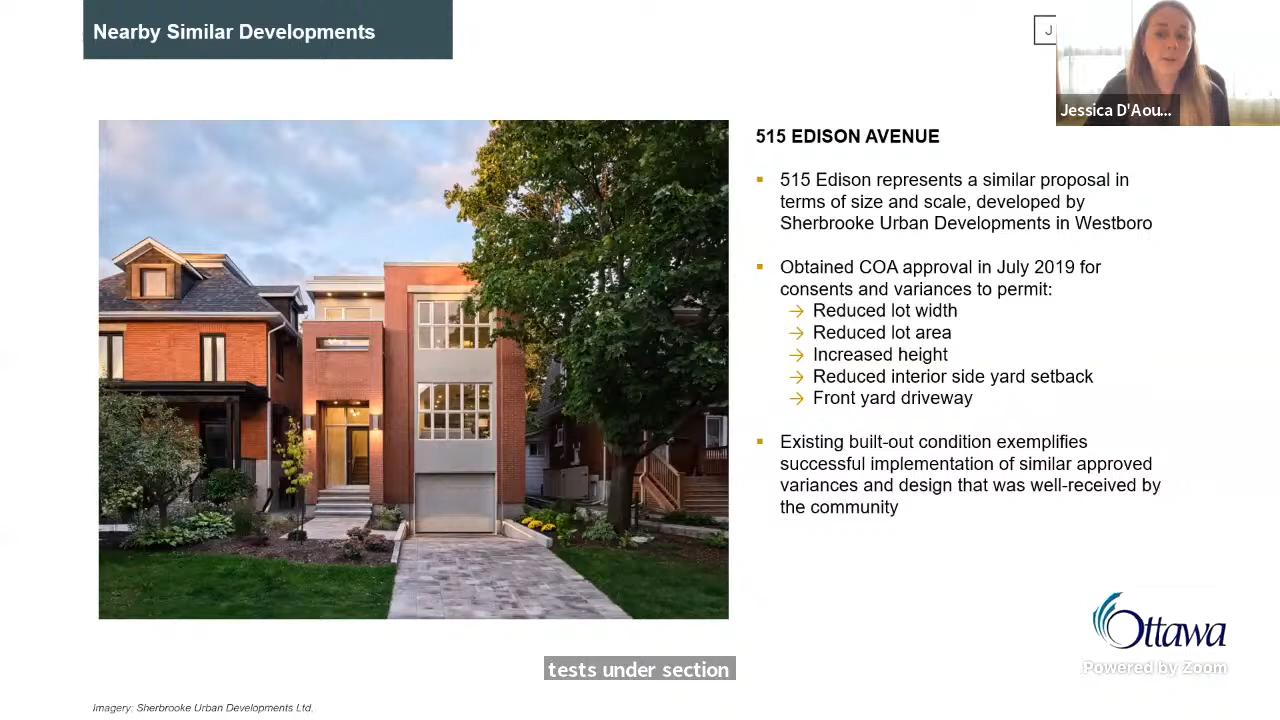 Nearby Similar Developments
J
Jessica D'Aou...
515 EDISON AVENUE
▪ 515 Edison represents a similar proposal in
terms of size and scale, developed by
Sherbrooke Urban Developments in Westboro
▪ Obtained COA approval in July 2019 for
consents and variances to permit:
→ Reduced lot width
→ Reduced lot area
→ Increased height
→ Reduced interior side yard setback
→ Front yard driveway
▪ Existing built-out condition exemplifies
successful implementation of similar approved
variances and design that was well-received by
the community
Ottawa
Powered by Zoom
tests under section
Imagery: Sherbrooke Urban Developments Ltd.